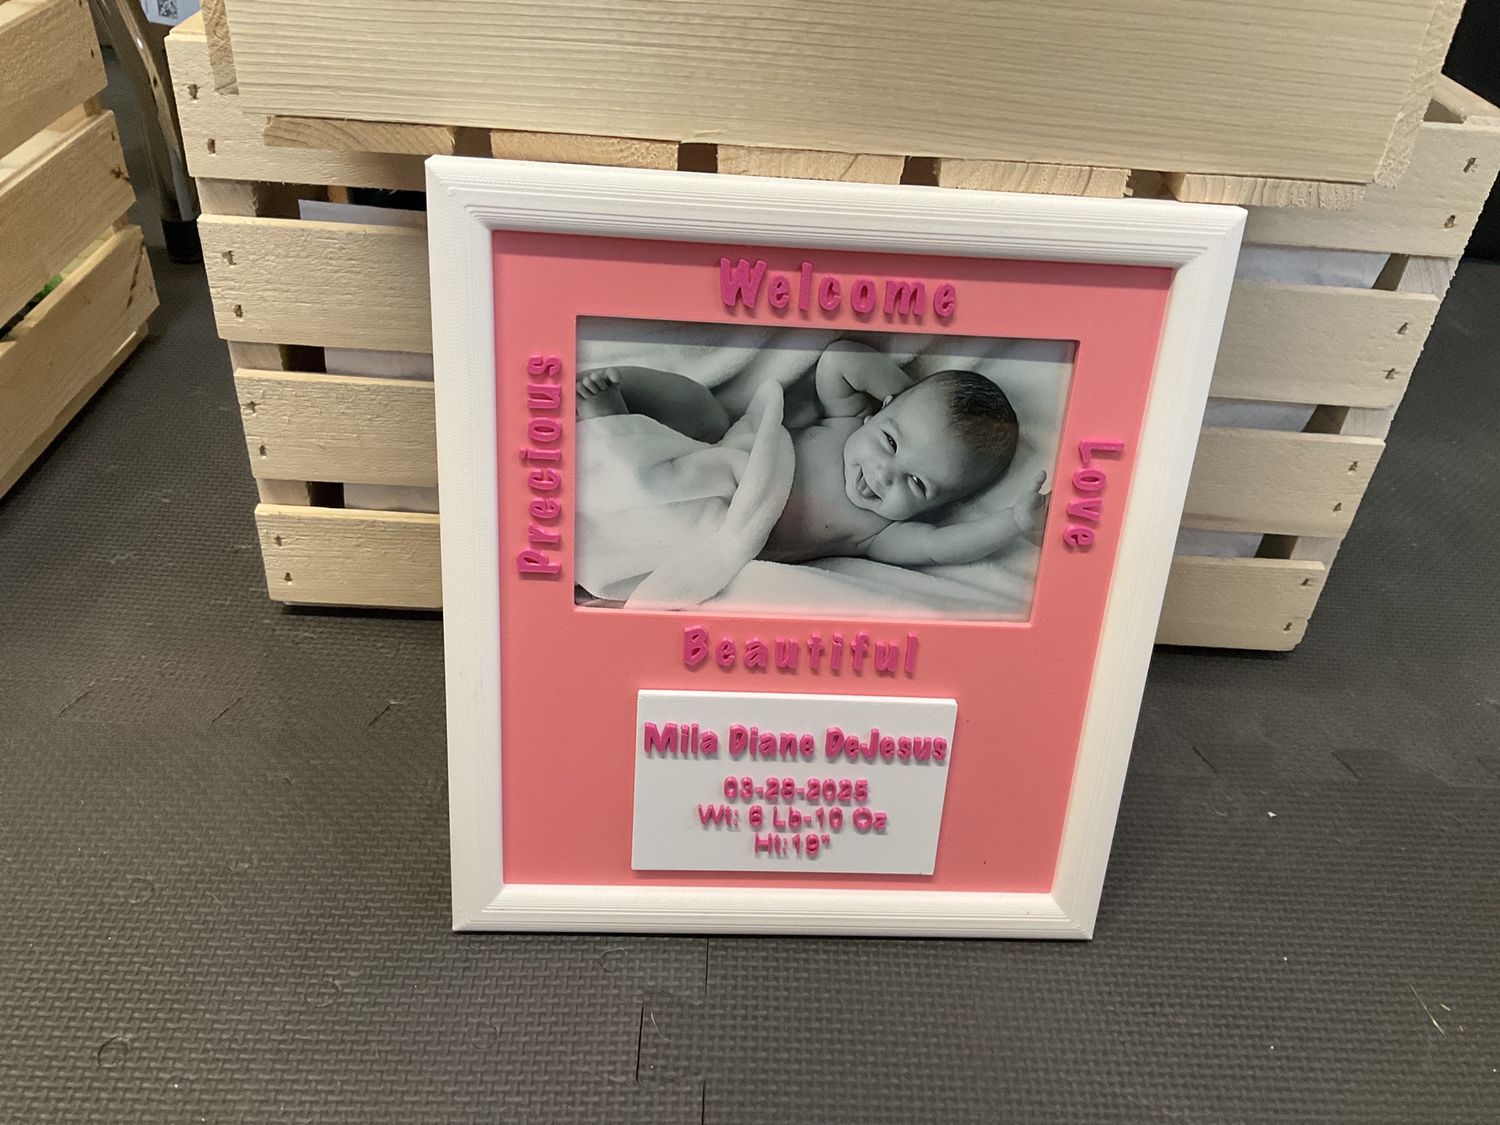 Welcome
Precious
Love
Beautiful
Mila Diane DeJesus
03-28-2025
Wt: 6 Lb-10 Oz
Ht:19"